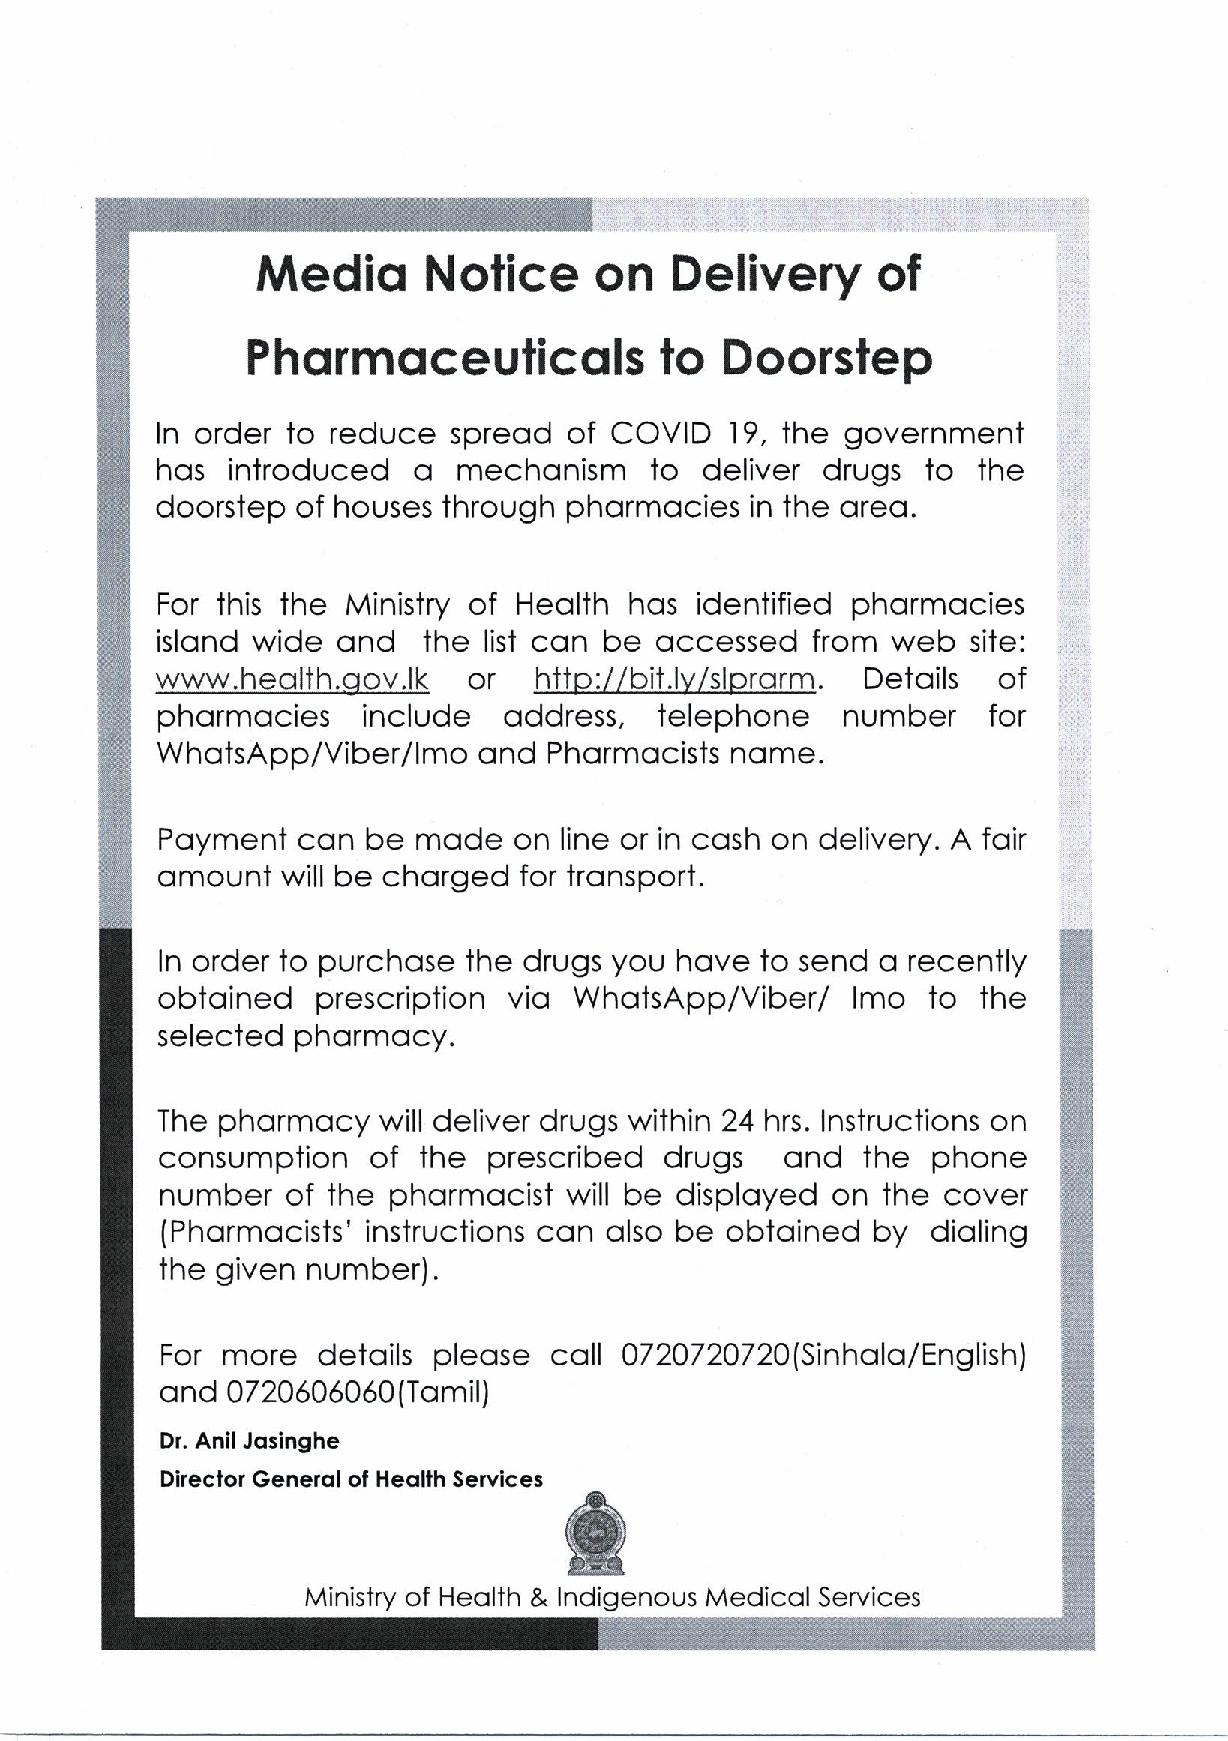 Media Notice on Delivery of
Pharmaceuticals to Doorstep
In order to reduce spread of COVID 19, the government
has introduced a mechanism to deliver drugs to the
doorstep of houses through pharmacies in the area.
For this the Ministry of Health has identified pharmacies
island wide and the list can be accessed from web site:
www.health.gov.lk or http://bit.ly/slprarm. Details of
pharmacies include address, telephone number for
WhatsApp/Viber/Imo and Pharmacists name.
Payment can be made on line or in cash on delivery. A fair
amount will be charged for transport.
In order to purchase the drugs you have to send a recently
obtained prescription via WhatsApp/Viber/ Imo to the
selected pharmacy.
The pharmacy will deliver drugs within 24 hrs. Instructions on
consumption of the prescribed drugs and the phone
number of the pharmacist will be displayed on the cover
(Pharmacists' instructions can also be obtained by dialing
the given number).
For more details please call 0720720720(Sinhala/English)
and 0720606060(Tamil)
Dr. Anil Jasinghe
Director General of Health Services
Ministry of Health & Indigenous Medical Services